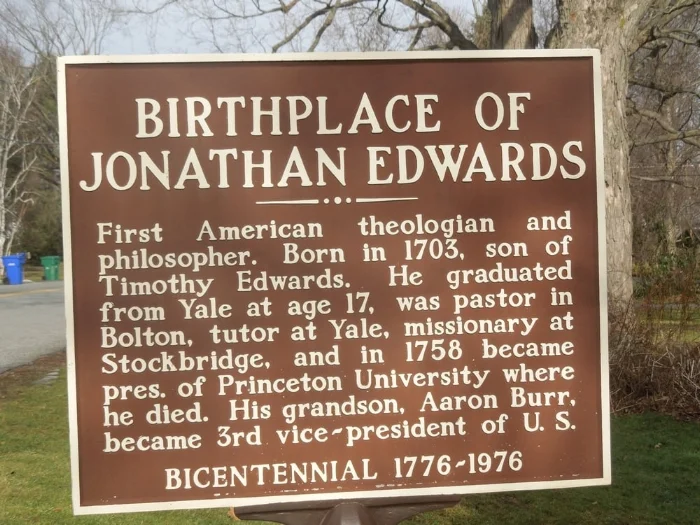 BIRTHPLACE OF
JONATHAN EDWARDS
First American theologian and
philosopher. Born in 1703, son of
Timothy Edwards. He graduated
from Yale at age 17, was pastor in
Bolton, tutor at Yale, missionary at
Stockbridge, and in 1758 became
pres. of Princeton University where
he died. His grandson, Aaron Burr,
became 3rd vice-president of U. S.
BICENTENNIAL 1776-1976